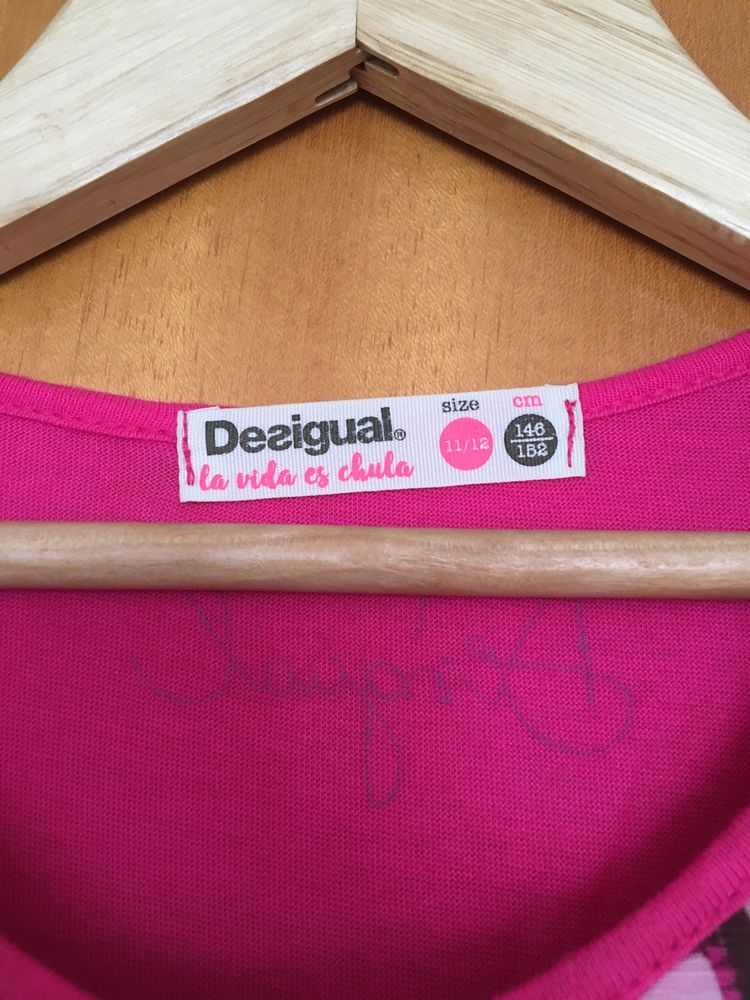 Desigual®
la vida es chula
size
11/12
cm
146
152